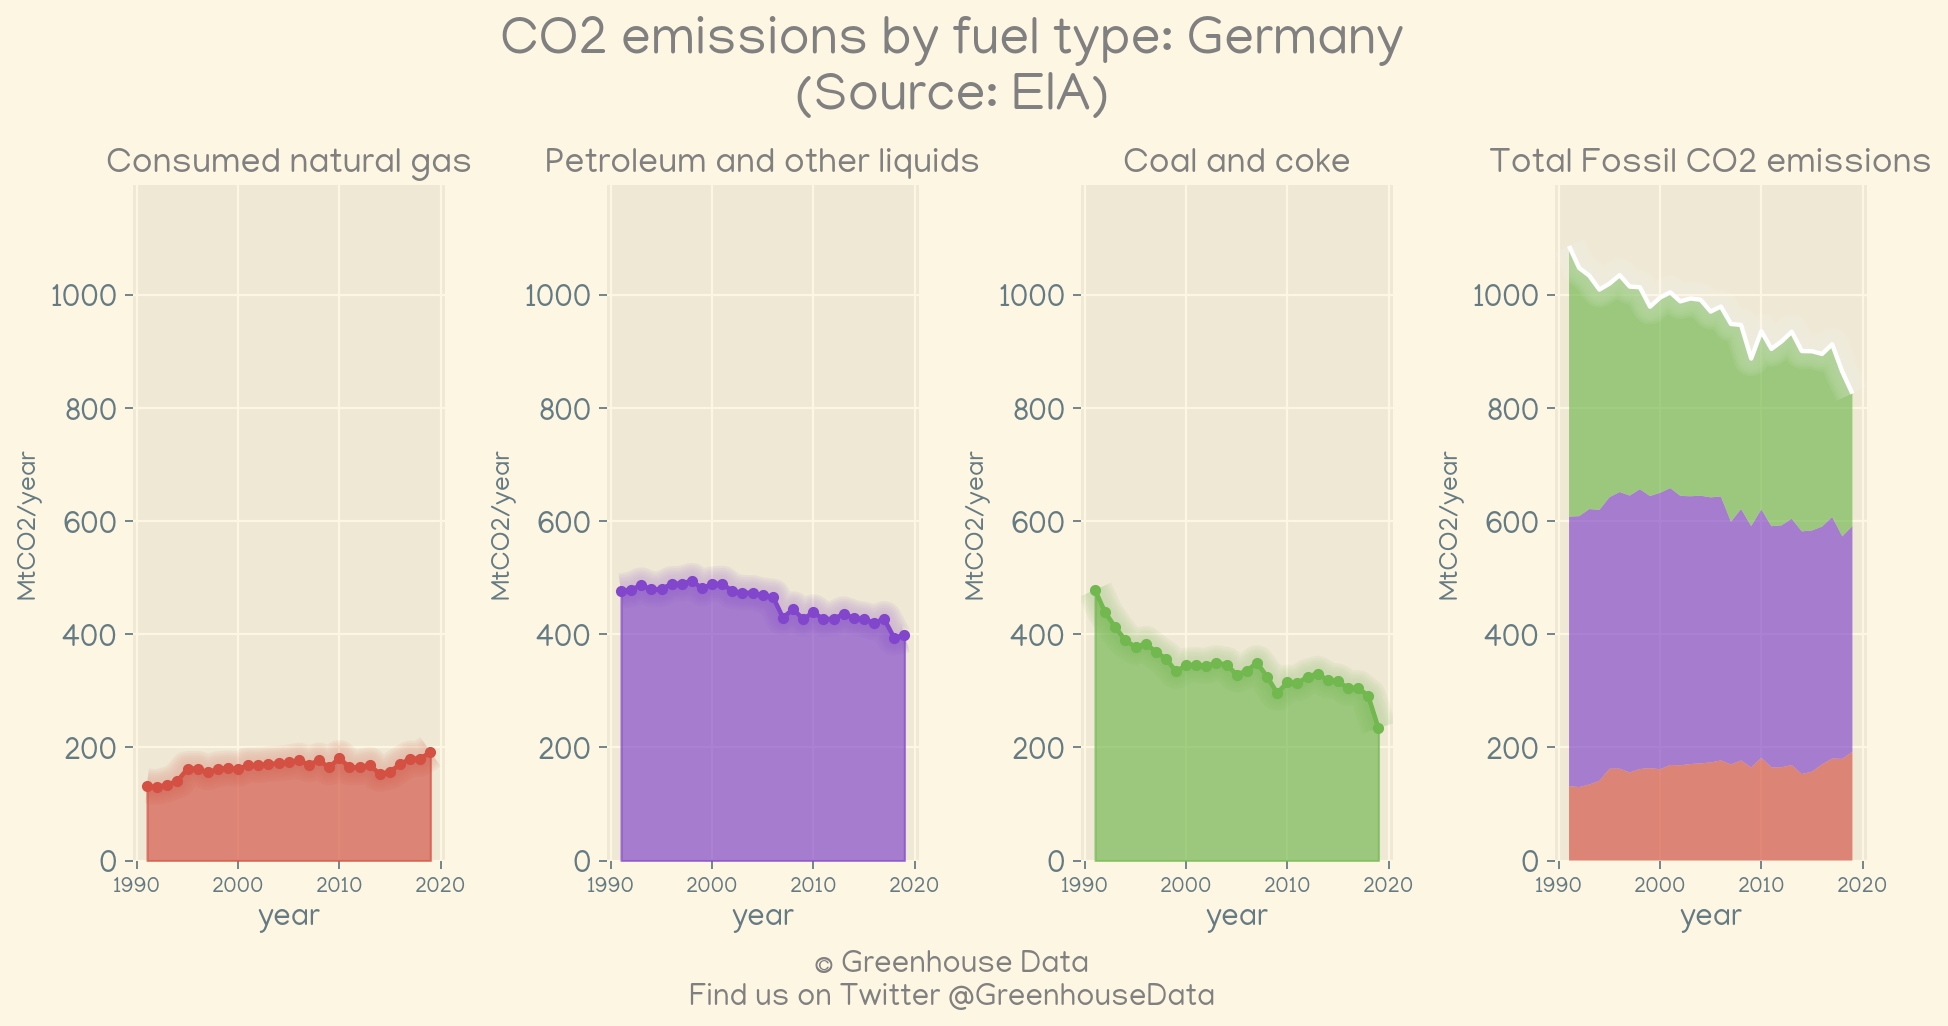 CO2 emissions by fuel type: Germany
(Source: EIA)
Consumed natural gas
MtCO2/year
1000
800
600
400
200
0
1990 2000 2010 2020
year
Petroleum and other liquids
MtCO2/year
1000
800
600
400
200
0
1990 2000 2010 2020
year
Coal and coke
MtCO2/year
1000
800
600
400
200
0
1990 2000 2010 2020
year
Total Fossil CO2 emissions
MtCO2/year
1000
800
600
400
200
0
1990 2000 2010 2020
year
© Greenhouse Data
Find us on Twitter @GreenhouseData